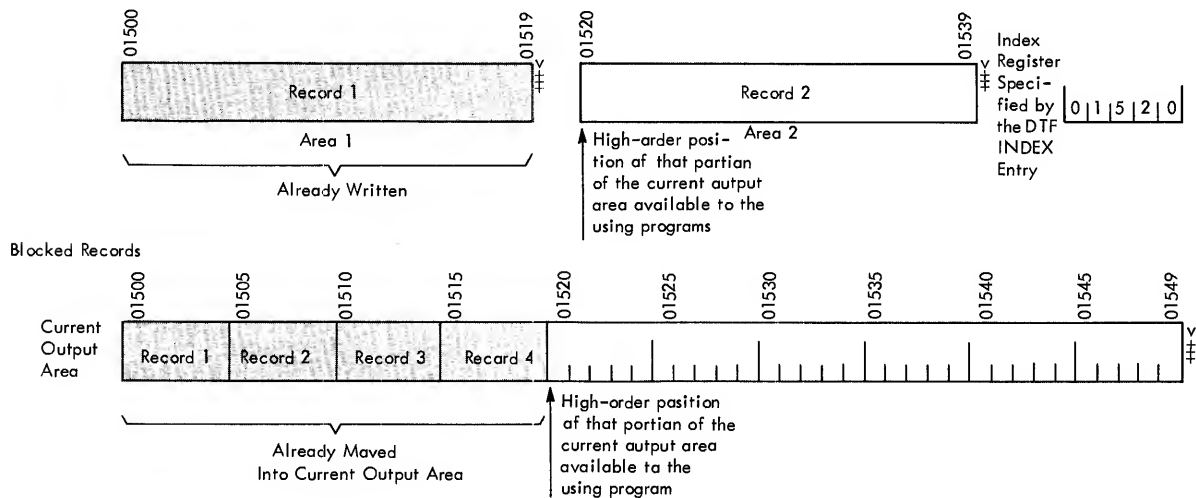 01500
01519
01520
01539
Record 1
Record 2
Area 1
Area 2
Already Written
High-order posi-
tion af that partian
of the current autput
area available to the
using programs
Index
Register
Speci-
fied by
the DTF
INDEX
Entry
0 1 5 2 0
Blocked Records
01500
01505
01510
01515
01520
01525
01530
01535
01540
01545
01549
Current
Output
Area
Record 1
Record 2
Record 3
Recard 4
Already Maved
Into Current Output Area
High-order position
af that portian of the
current autput area
available ta the
using program